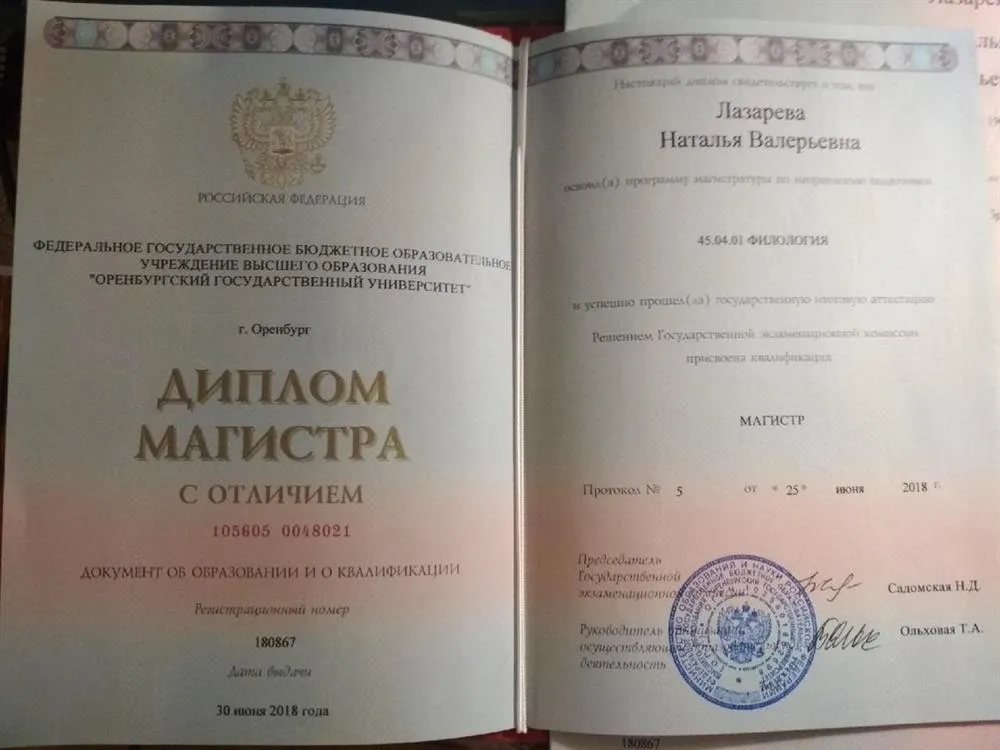 РОССИЙСКАЯ ФЕДЕРАЦИЯ
ФЕДЕРАЛЬНОЕ ГОСУДАРСТВЕННОЕ БЮДЖЕТНОЕ ОБРАЗОВАТЕЛЬНОЕ
УЧРЕЖДЕНИЕ ВЫСШЕГО ОБРАЗОВАНИЯ
"ОРЕНБУРГСКИЙ ГОСУДАРСТВЕННЫЙ УНИВЕРСИТЕТ"
г. Оренбург
ДИПЛОМ
МАГИСТРА
С ОТЛИЧИЕМ
105605 0048021
ДОКУМЕНТ ОБ ОБРАЗОВАНИИ И О КВАЛИФИКАЦИИ
Регистрационный номер
180867
Дата выдачи
30 июня 2018 года
Настоящий диплом свидетельствует о том, что
Лазарева
Наталья Валерьевна
освоил(а) программу магистратуры по направлению подготовки
45.04.01 ФИЛОЛОГИЯ
и успешно прошел(ла) государственную итоговую аттестацию
Решением Государственной экзаменационной комиссии
присвоена квалификация
МАГИСТР
Протокол № 5 от « 25 » июня 2018 г.
Председатель
Государственной
экзаменационной
Садомская Н.Д.
Руководитель
осуществляющей
деятельность
Ольховая Т.А.
180867